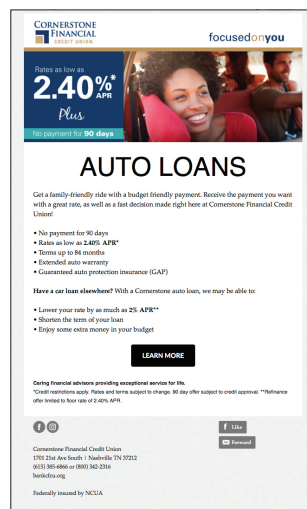 CORNERSTONE
FINANCIAL
CREDIT UNION
focusedonyou
Rates as low as
2.40%*
APR
Plus
No payment for 90 days
AUTO LOANS
Get a family-friendly ride with a budget friendly payment. Receive the payment you want
with a great rate, as well as a fast decision made right here at Cornerstone Financial Credit
Union!
• No payment for 90 days
• Rates as low as 2.40% APR*
• Terms up to 84 months
• Extended auto warranty
• Guaranteed auto protection insurance (GAP)
Have a car loan elsewhere? With a Cornerstone auto loan, we may be able to:
• Lower your rate by as much as 2% APR**
• Shorten the term of your loan
• Enjoy some extra money in your budget
LEARN MORE
Caring financial advisors providing exceptional service for life.
*Credit restrictions apply. Rates and terms subject to change. 90 day offer subject to credit approval. **Refinance
offer limited to floor rate of 2.40% APR.
f Like
Forward
Cornerstone Financial Credit Union
1701 21st Ave South | Nashville TN 37212
(615) 385-6866 or (800) 342-2316
bankcfcu.org
Federally insured by NCUA